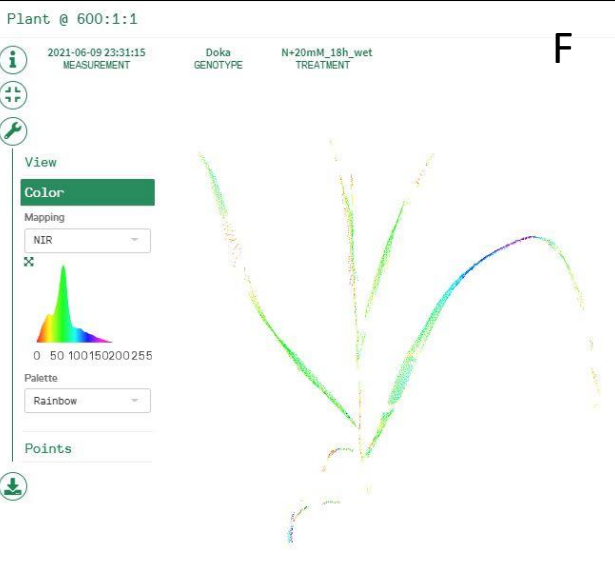 Plant @ 600:1:1
F
2021-06-09 23:31:15
MEASUREMENT
Doka
GENOTYPE
N+20mM_18h_wet
TREATMENT
View
Color
Mapping
NIR
0 50 100150200255
Palette
Rainbow
Points